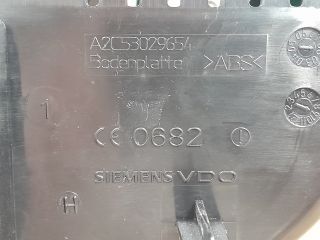 A2C53029654
Bodenplatte >ABS<
1
CE 0682
SIEMENS VDO
H